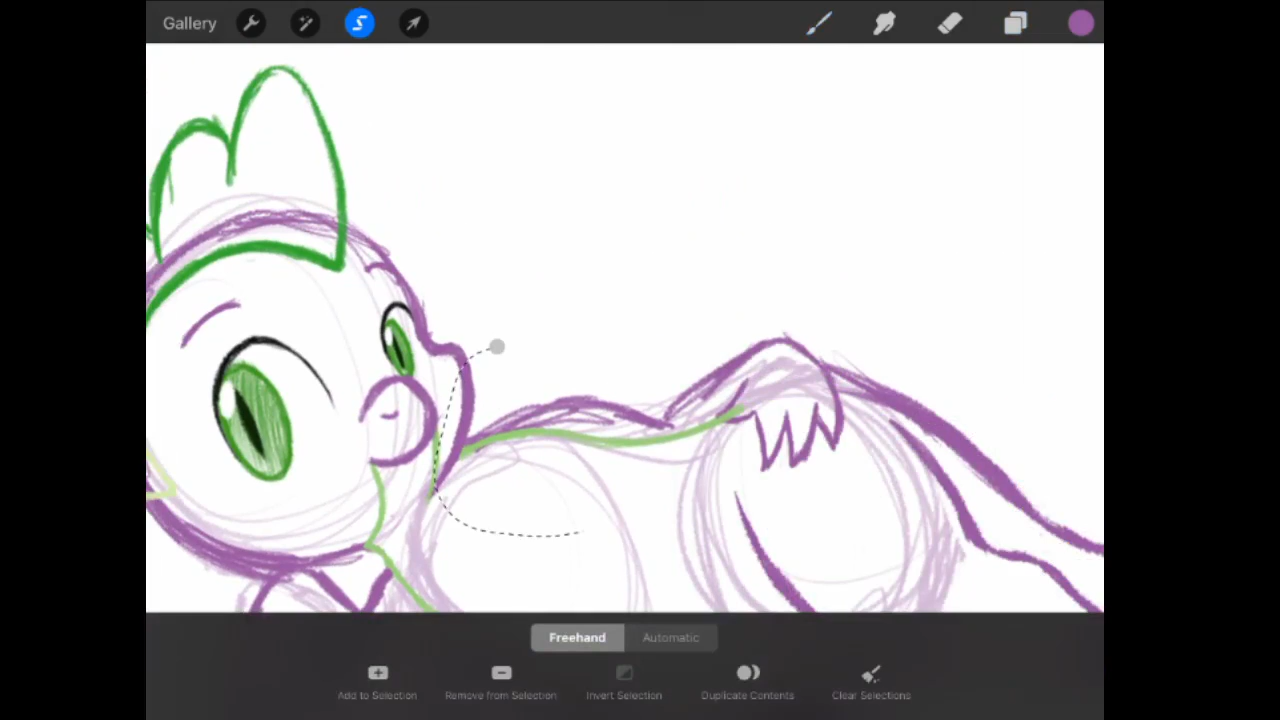 Gallery
Freehand Automatic
Add to Selection Remove from Selection Invert Selection Duplicate Contents Clear Selections